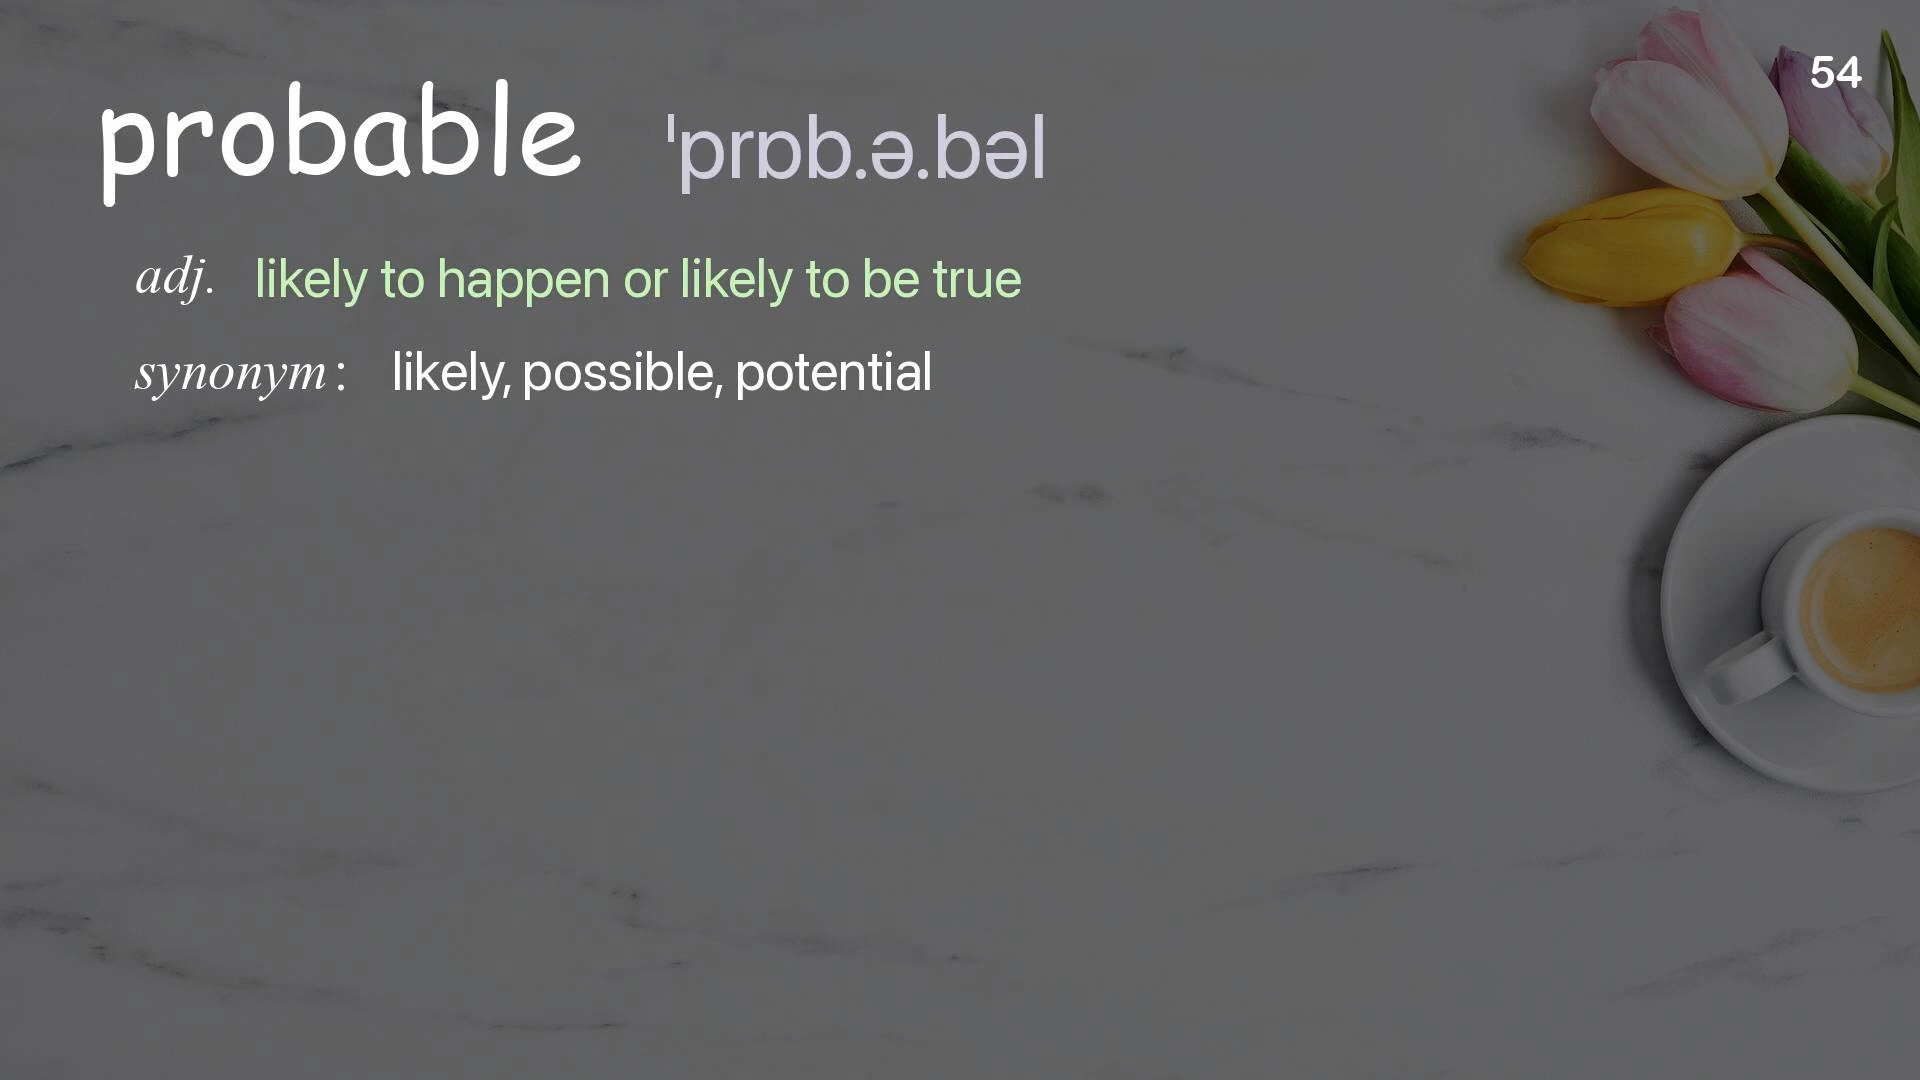 54
probable ˈprɒb.ə.bəl
adj. likely to happen or likely to be true
synonym: likely, possible, potential